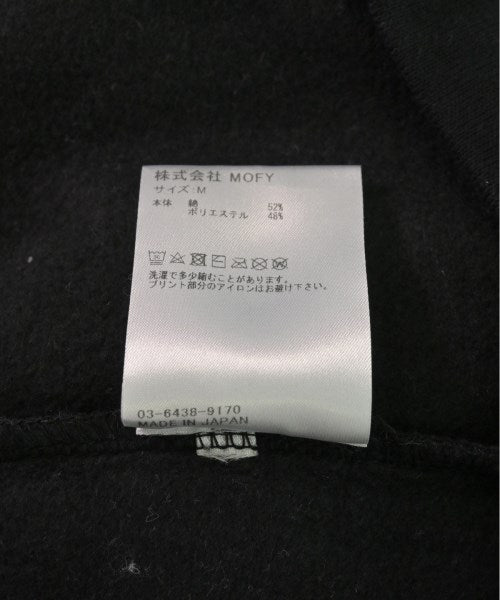 株式会社 MOFY
サイズ:M
本体 綿 52%
ポリエステル 48%
洗濯で多少縮むことがあります。
プリント部分のアイロンはお避け下さい。
03-6438-9170
MADE IN JAPAN